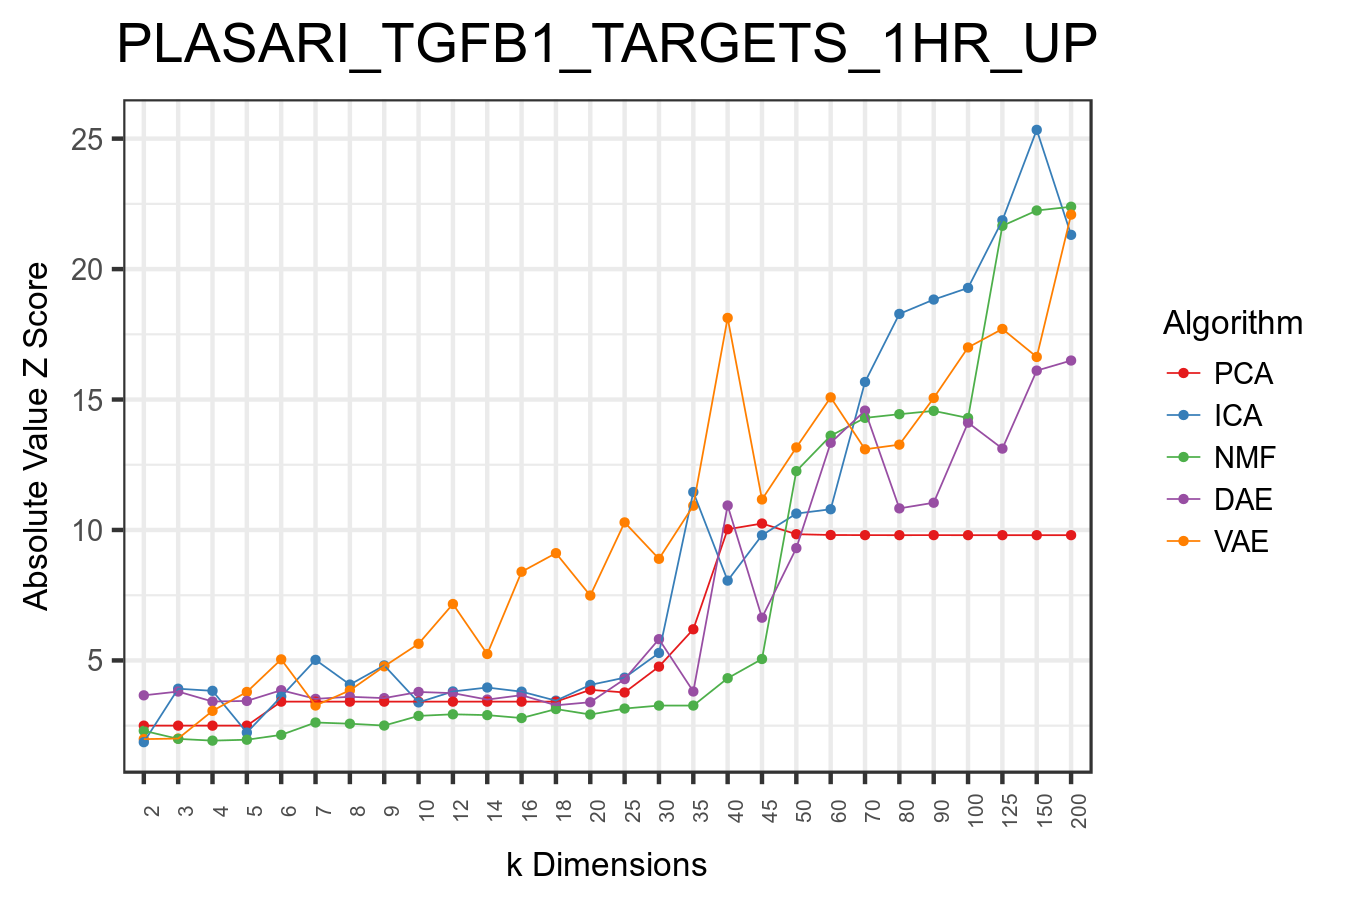 PLASARI_TGFB1_TARGETS_1HR_UP
Absolute Value Z Score
25
20
15
10
5
2 3 4 5 6 7 8 9 10 12 14 16 18 20 25 30 35 40 45 50 60 70 80 90 100 125 150 200
k Dimensions
Algorithm
PCA
ICA
NMF
DAE
VAE